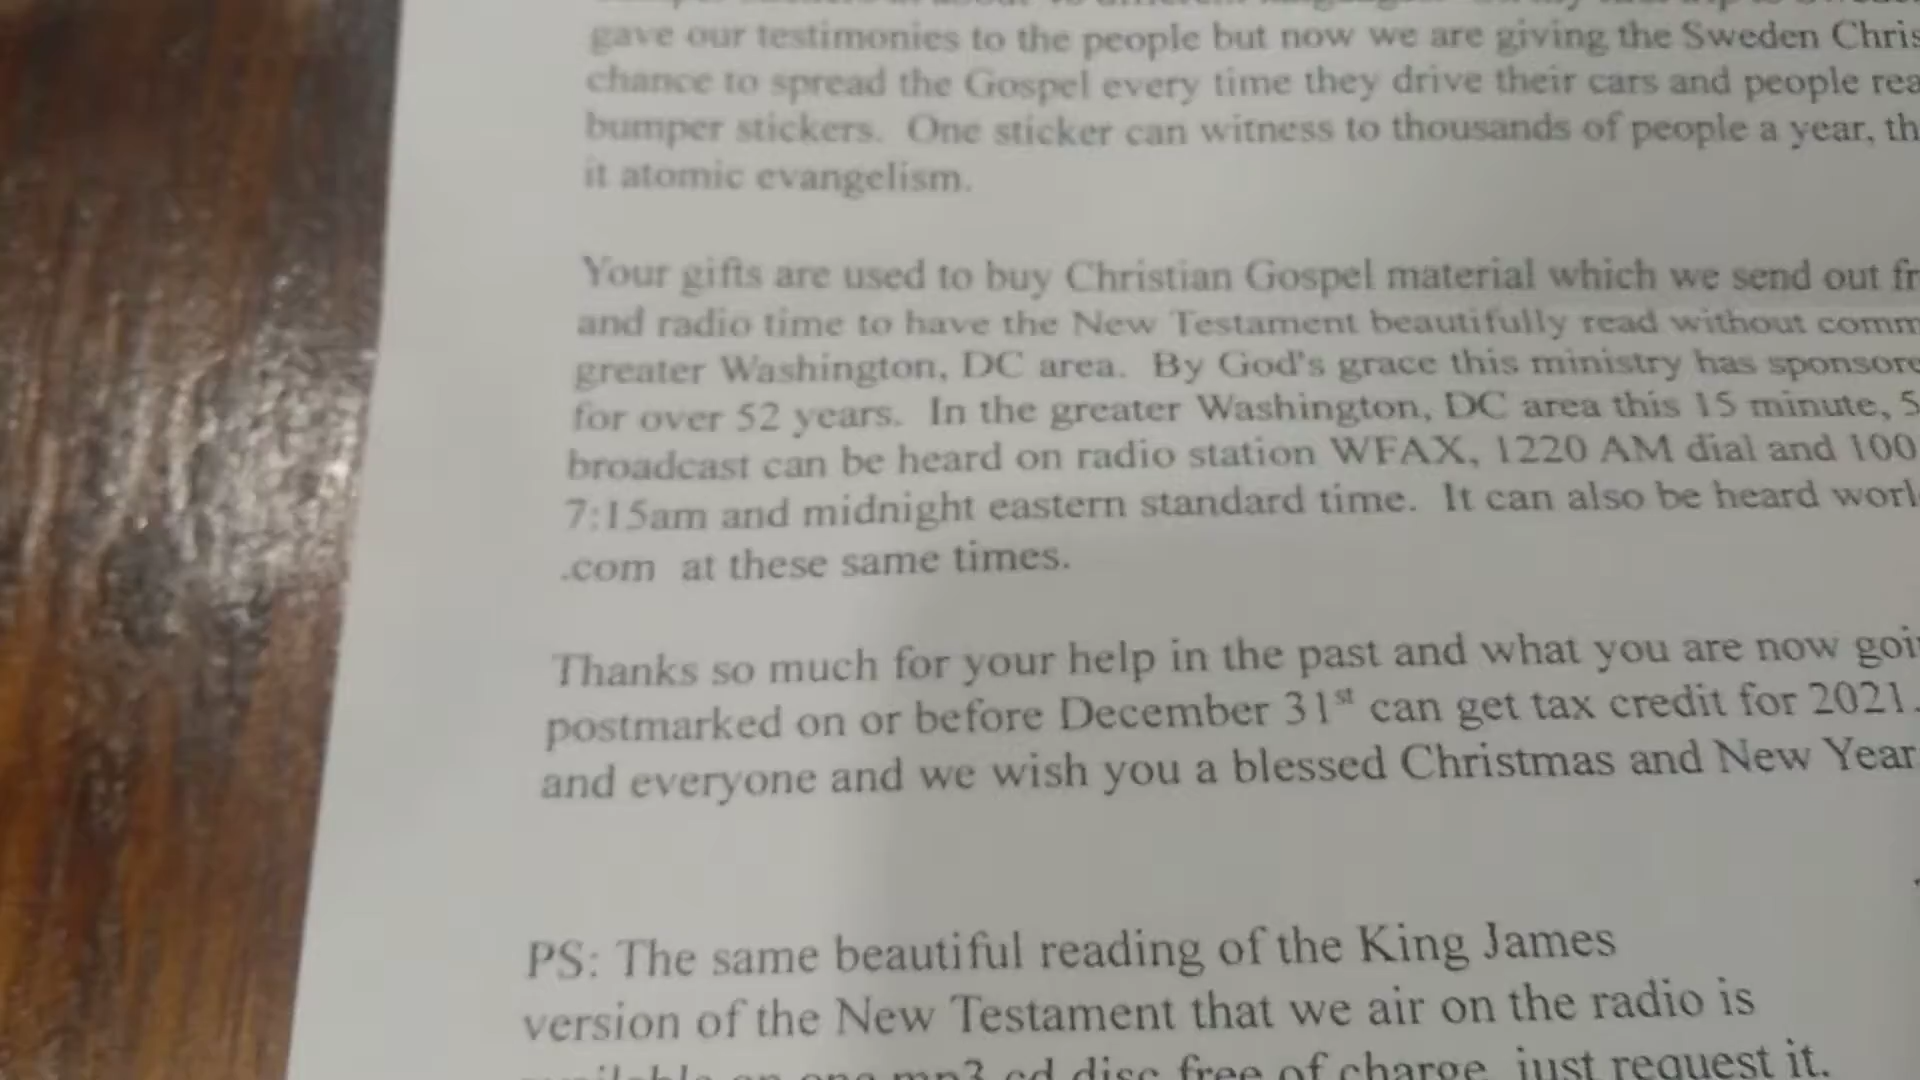 gave our testimonies to the people but now we are giving the Sweden Chris
chance to spread the Gospel every time they drive their cars and people rea
bumper stickers. One sticker can witness to thousands of people a year, th
it atomic evangelism.
Your gifts are used to buy Christian Gospel material which we send out fr
and radio time to have the New Testament beautifully read without comm
greater Washington, DC area. By God's grace this ministry has sponsore
for over 52 years. In the greater Washington, DC area this 15 minute, 5
broadcast can be heard on radio station WFAX, 1220 AM dial and 100
7:15am and midnight eastern standard time. It can also be heard worl
.com at these same times.
Thanks so much for your help in the past and what you are now goi
postmarked on or before December 31st can get tax credit for 2021.
and everyone and we wish you a blessed Christmas and New Year
PS: The same beautiful reading of the King James
version of the New Testament that we air on the radio is
available on one mp3 cd disc free of charge, just request it.